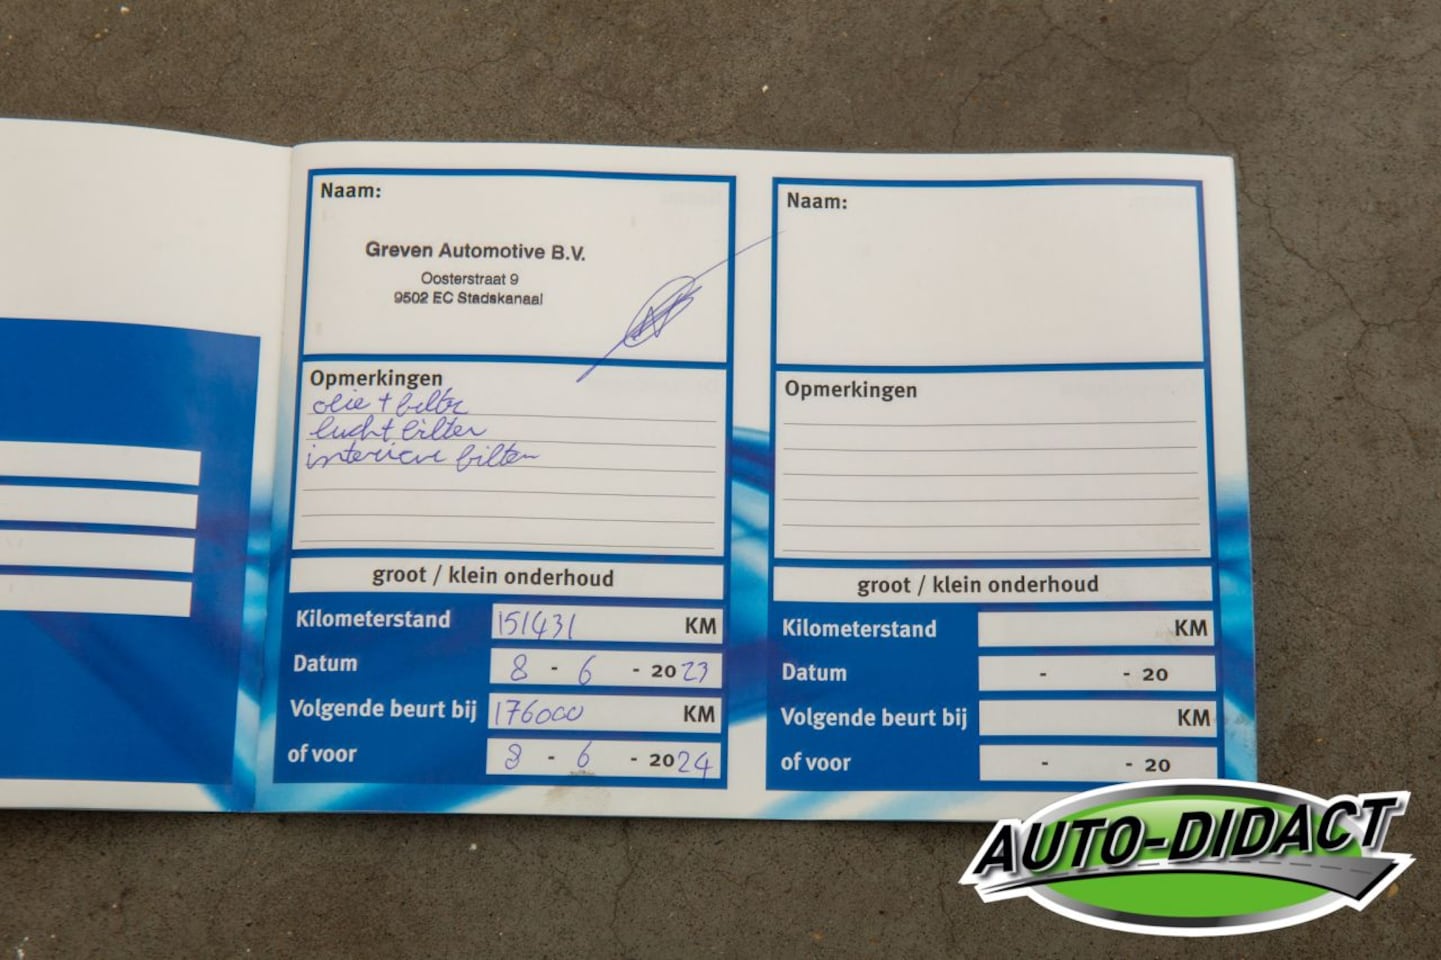 Naam:
Greven Automotive B.V.
Oosterstraat 9
9502 EC Stadskanaal
Opmerkingen
olie + filter
lucht filter
interieur filter
groot / klein onderhoud
Kilometerstand 151431 KM
Datum 8 - 6 - 2023
Volgende beurt bij 176000 KM
of voor 8 - 6 - 2024
Naam:
Opmerkingen
groot / klein onderhoud
Kilometerstand KM
Datum - - 20
Volgende beurt bij KM
of voor - - 20
AUTO-DIDACT